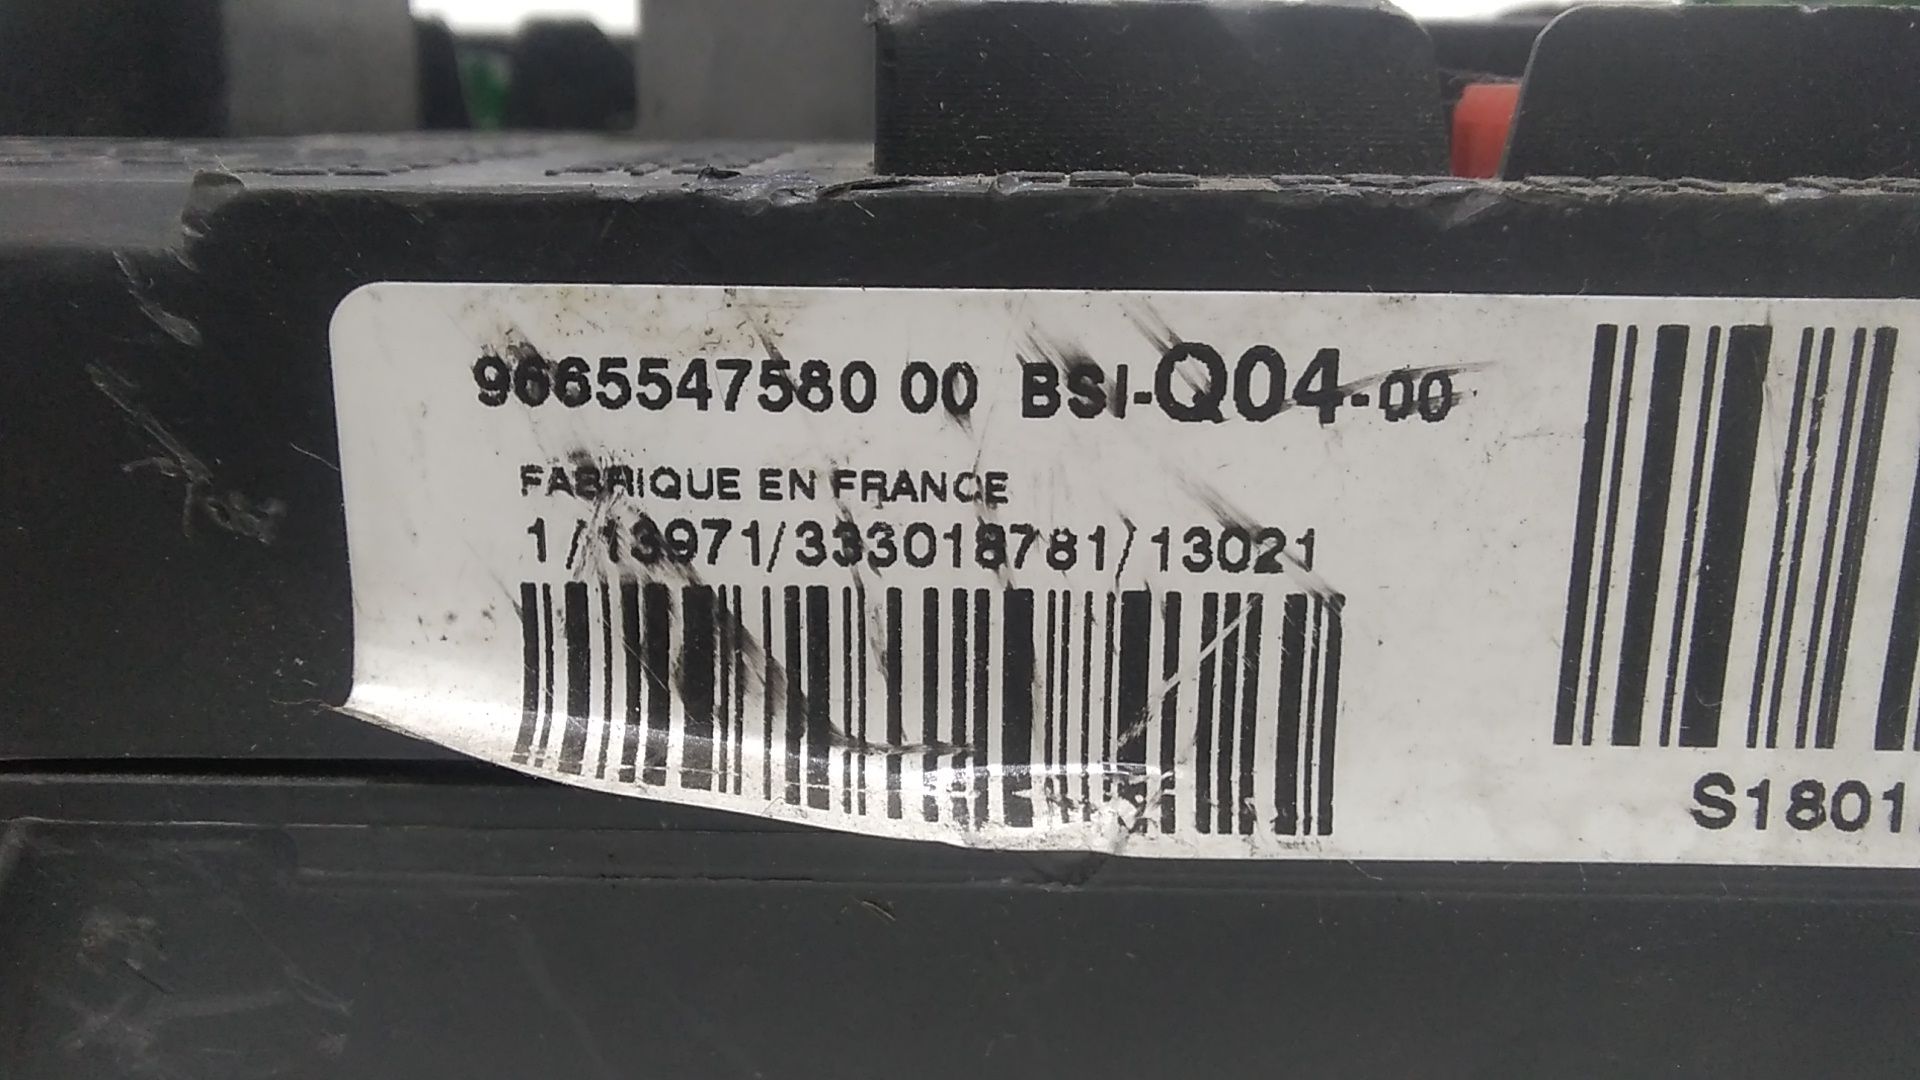 9665547580 00 BSI-Q04-00
FABRIQUE EN FRANCE
1/13971/333018781/13021
S1801